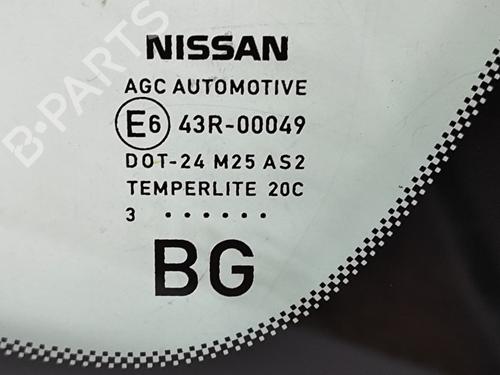 B-PARTS
NISSAN
AGC AUTOMOTIVE
E6 43R-00049
DOT-24 M25 AS2
TEMPERLITE 20C
3 ······
BG